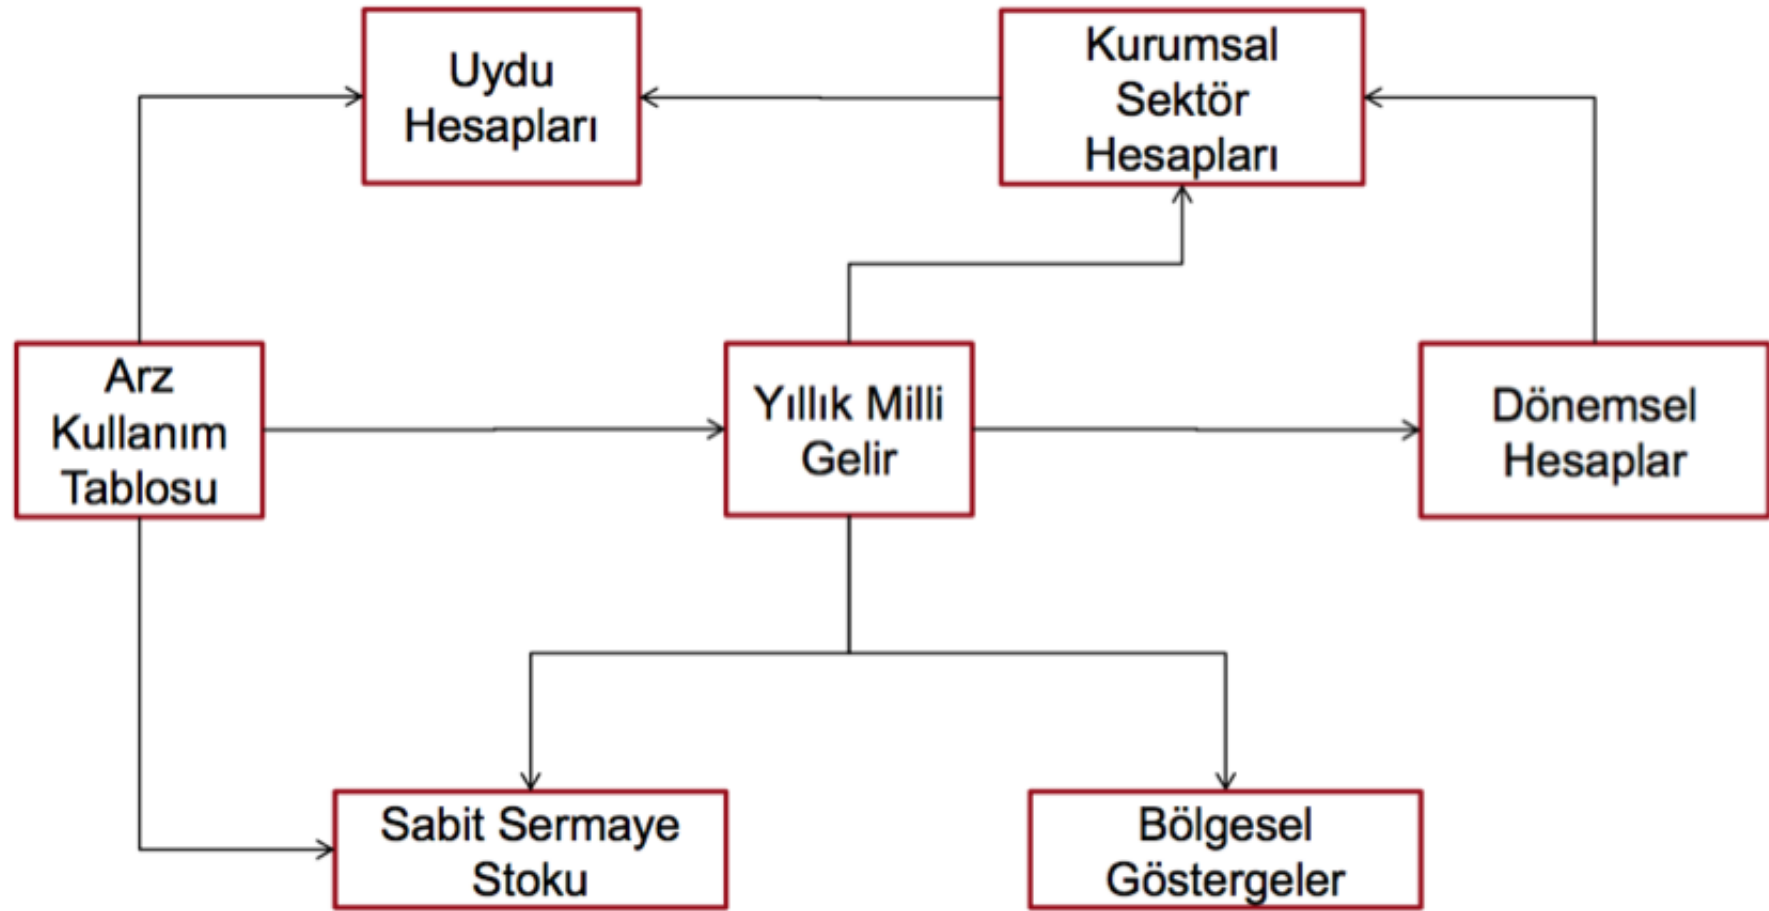 Uydu
Hesapları
Kurumsal
Sektör
Hesapları
Arz
Kullanım
Tablosu
Yıllık Milli
Gelir
Dönemsel
Hesaplar
Sabit Sermaye
Stoku
Bölgesel
Göstergeler